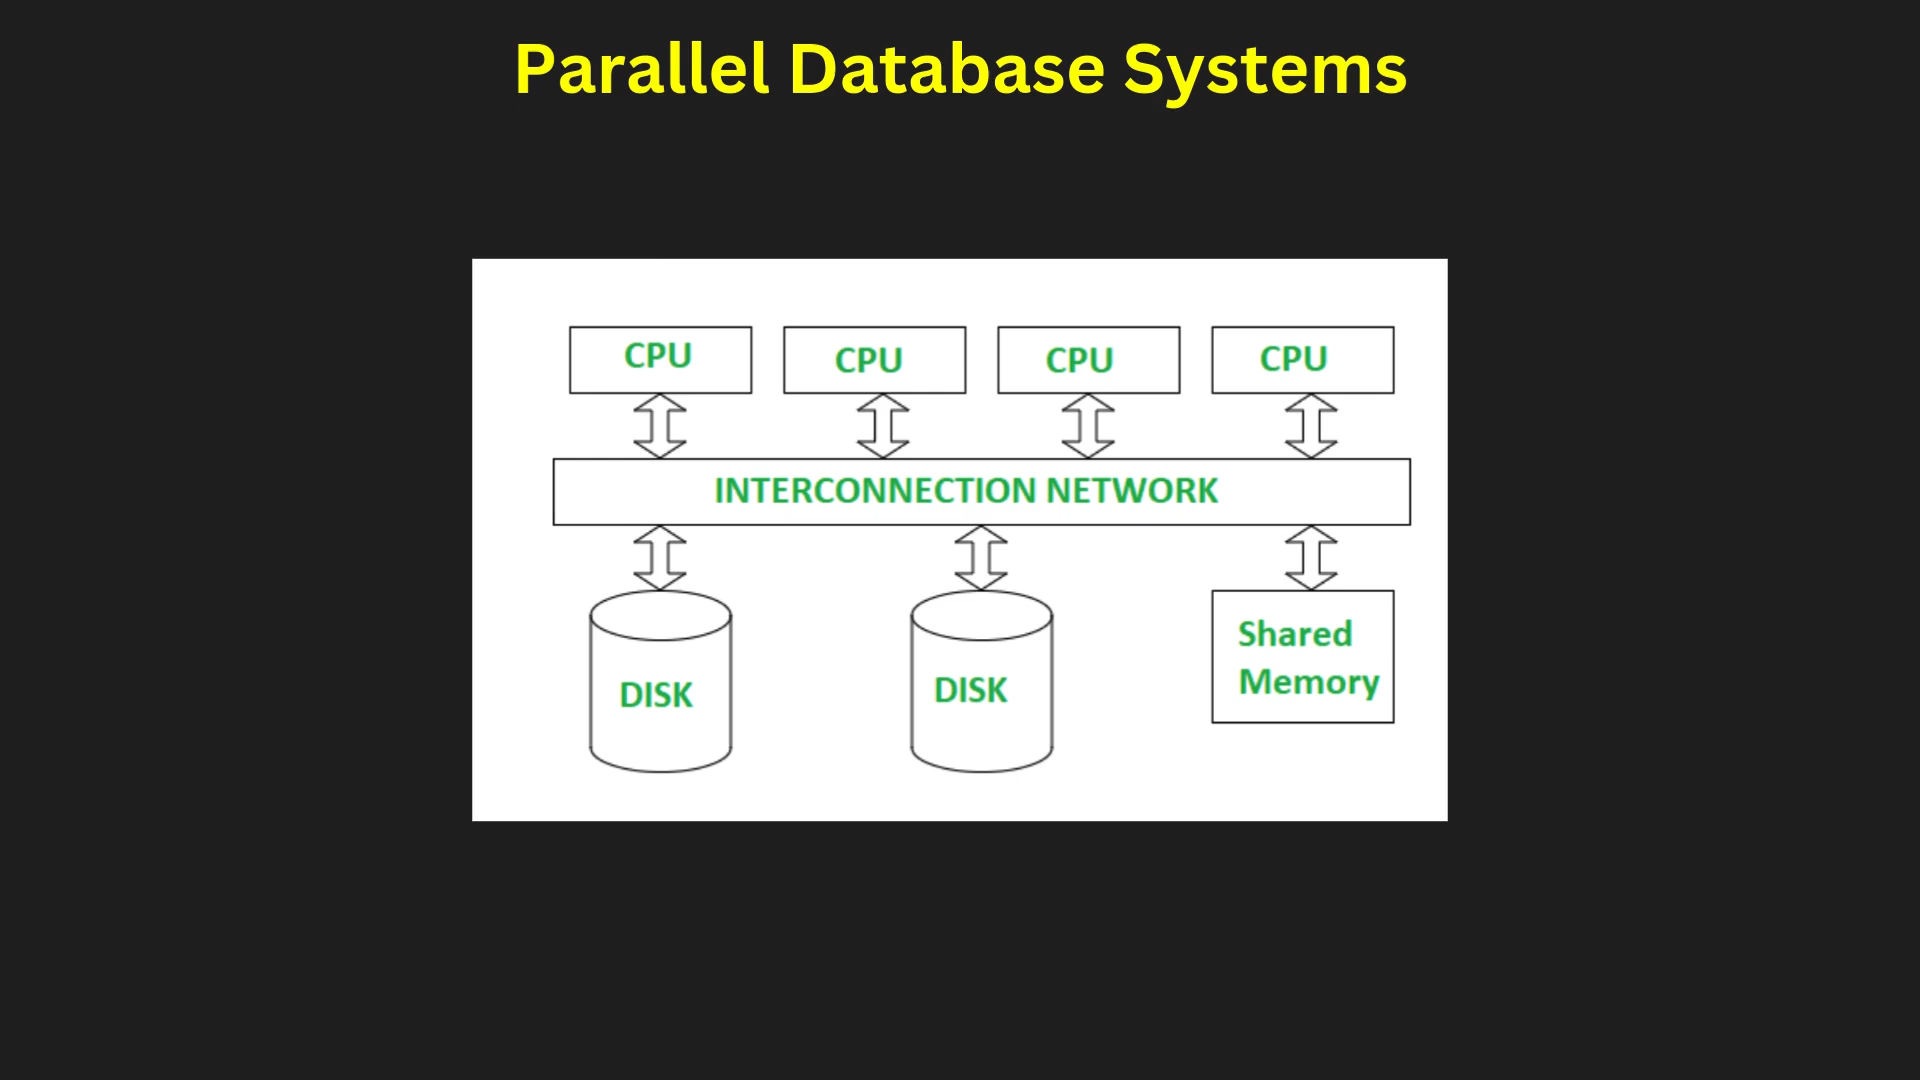 Parallel Database Systems
CPU
CPU
CPU
CPU
INTERCONNECTION NETWORK
DISK
DISK
Shared
Memory